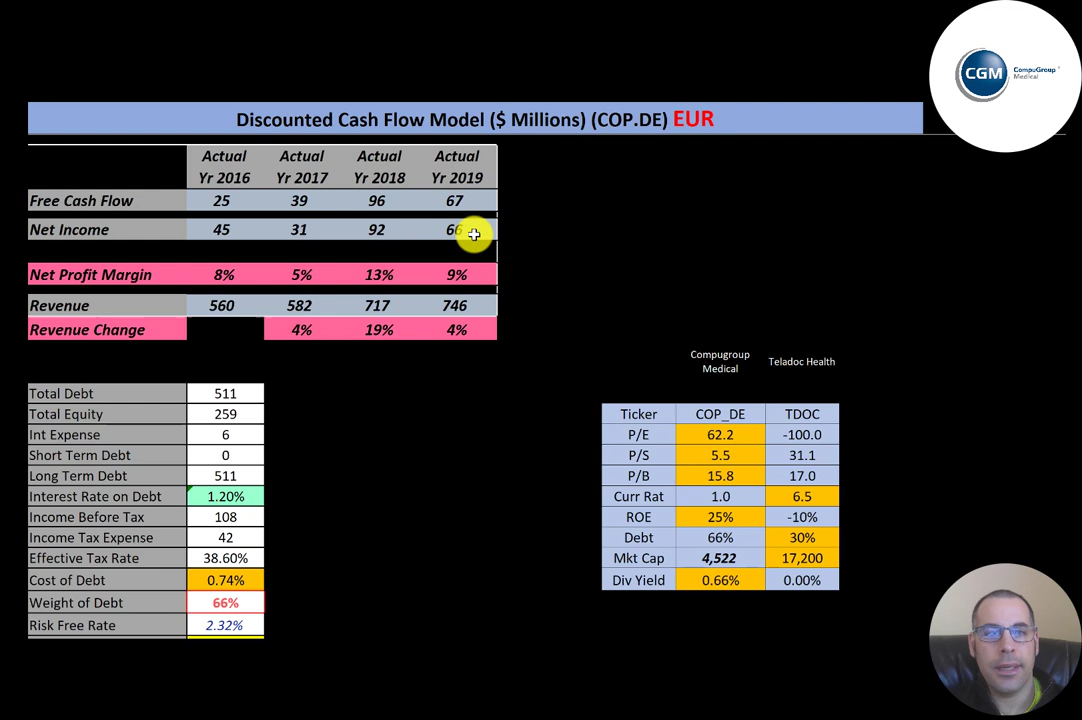 CGM
CompuGroup
Medical
Discounted Cash Flow Model ($ Millions) (COP.DE) EUR
Actual Actual Actual Actual
Yr 2016 Yr 2017 Yr 2018 Yr 2019
Free Cash Flow 25 39 96 67
Net Income 45 31 92 66
Net Profit Margin 8% 5% 13% 9%
Revenue 560 582 717 746
Revenue Change 4% 19% 4%
Total Debt 511
Total Equity 259
Int Expense 6
Short Term Debt 0
Long Term Debt 511
Interest Rate on Debt 1.20%
Income Before Tax 108
Income Tax Expense 42
Effective Tax Rate 38.60%
Cost of Debt 0.74%
Weight of Debt 66%
Risk Free Rate 2.32%
Compugroup
Medical Teladoc Health
Ticker COP_DE TDOC
P/E 62.2 -100.0
P/S 5.5 31.1
P/B 15.8 17.0
Curr Rat 1.0 6.5
ROE 25% -10%
Debt 66% 30%
Mkt Cap 4,522 17,200
Div Yield 0.66% 0.00%